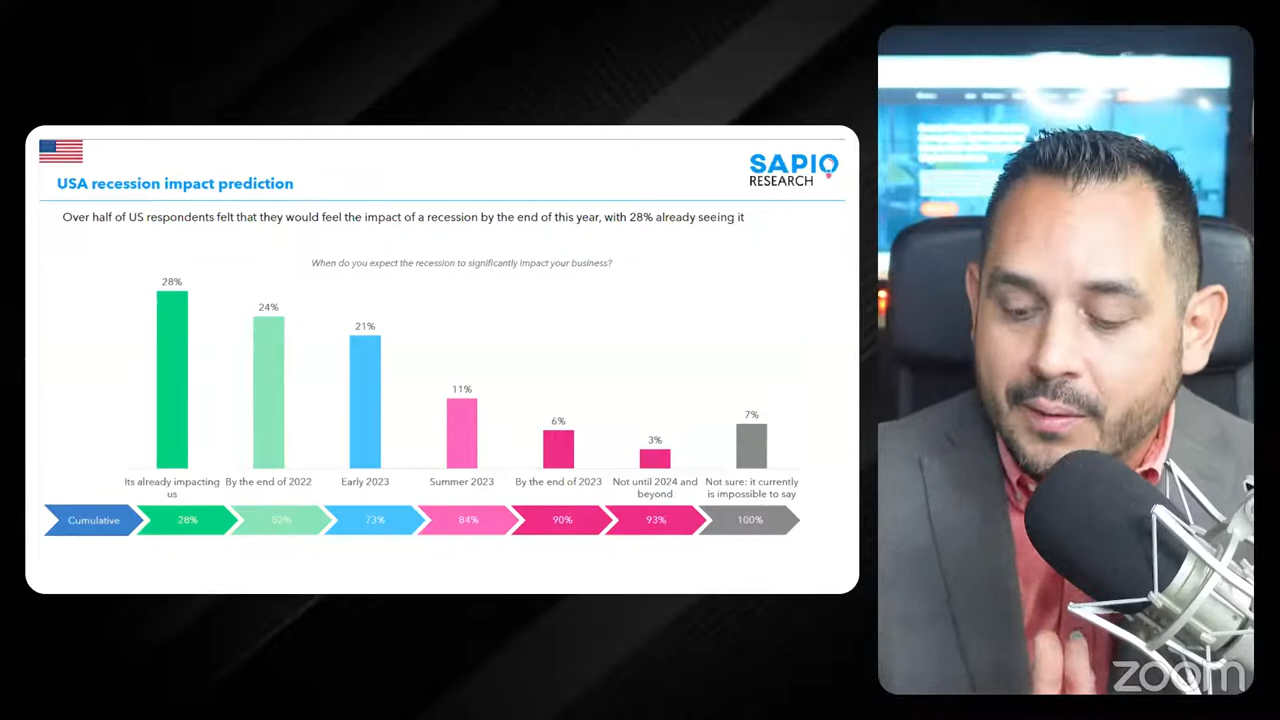 SAPIO
RESEARCH
USA recession impact prediction
Over half of US respondents felt that they would feel the impact of a recession by the end of this year, with 28% already seeing it
When do you expect the recession to significantly impact your business?
28%
24%
21%
11%
6%
3%
7%
Its already impacting us
By the end of 2022
Early 2023
Summer 2023
By the end of 2023
Not until 2024 and beyond
Not sure: it currently is impossible to say
Cumulative 28% 52% 73% 84% 90% 93% 100%
zoom